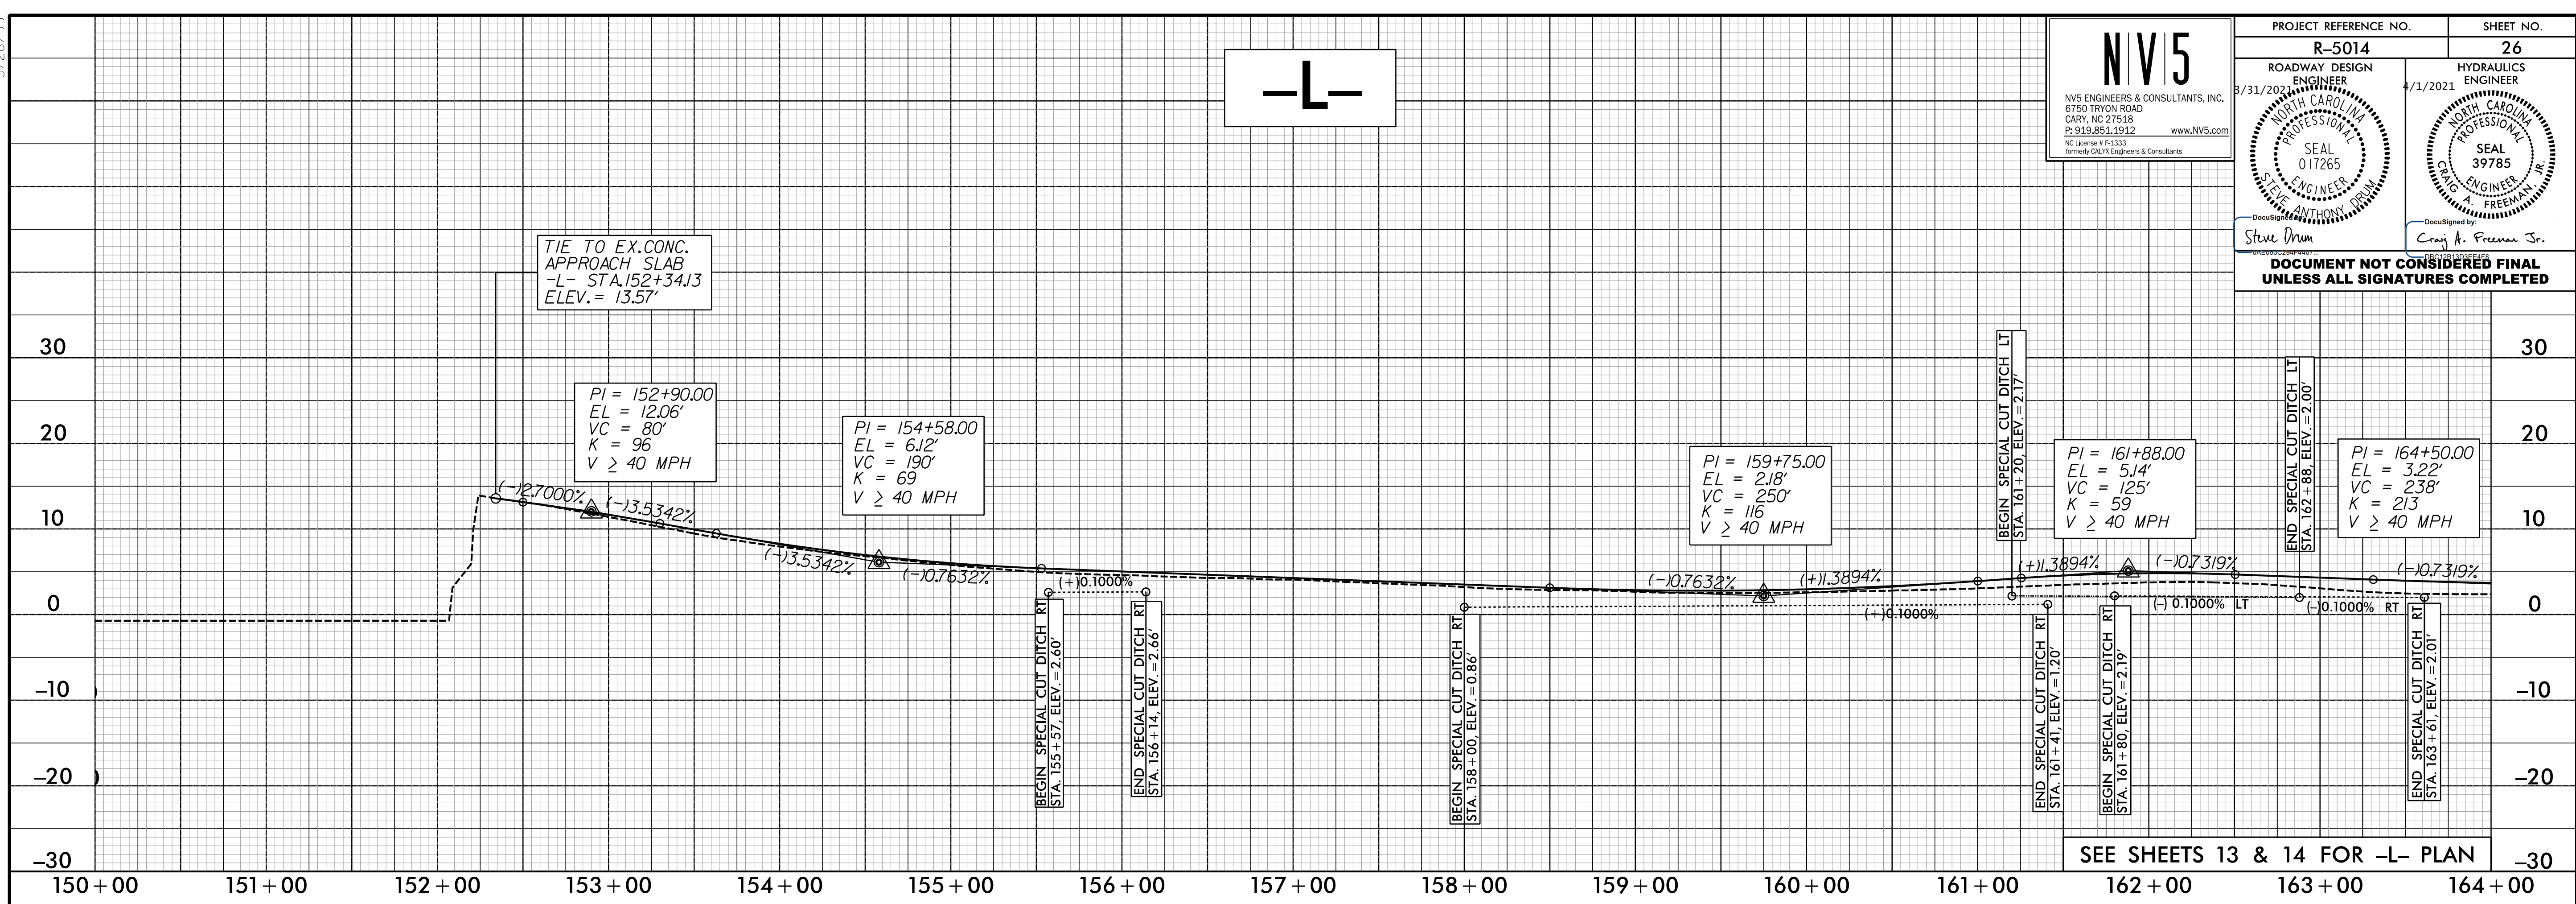 –L–
N|V|5
NV5 ENGINEERS & CONSULTANTS, INC.
6750 TRYON ROAD
CARY, NC 27518
P: 919.851.1912 www.NV5.com
NC License # F-1333
formerly CALYX Engineers & Consultants
PROJECT REFERENCE NO. SHEET NO.
R–5014 26
ROADWAY DESIGN
ENGINEER
HYDRAULICS
ENGINEER
3/31/2021
4/1/2021
NORTH CAROLINA
PROFESSIONAL
SEAL
017265
ENGINEER
STEVE ANTHONY DRUM
NORTH CAROLINA
PROFESSIONAL
SEAL
39785
ENGINEER
CRAIG A. FREEMAN, JR.
DocuSigned by:
Steve Drum
DocuSigned by:
Craig A. Freeman Jr.
DOCUMENT NOT CONSIDERED FINAL
UNLESS ALL SIGNATURES COMPLETED
TIE TO EX.CONC.
APPROACH SLAB
-L- STA.152+34.13
ELEV.= 13.57'
PI = 152+90.00
EL = 12.06'
VC = 80'
K = 96
V ≥ 40 MPH
PI = 154+58.00
EL = 6.12'
VC = 190'
K = 69
V ≥ 40 MPH
PI = 159+75.00
EL = 2.18'
VC = 250'
K = 116
V ≥ 40 MPH
BEGIN SPECIAL CUT DITCH LT
STA. 161+20, ELEV.=2.17'
PI = 161+88.00
EL = 5.14'
VC = 125'
K = 59
V ≥ 40 MPH
END SPECIAL CUT DITCH LT
STA. 162+88, ELEV.=2.00'
PI = 164+50.00
EL = 3.22'
VC = 238'
K = 213
V ≥ 40 MPH
(-)2.7000%
(-)3.5342%
(-)3.5342%
(-)0.7632%
(+)0.1000%
(-)0.7632%
(+)1.3894%
(+)0.1000%
(+)1.3894%
(-)0.7319%
(-)0.7319%
(–) 0.1000% LT
(–)0.1000% RT
BEGIN SPECIAL CUT DITCH RT
STA. 155+57, ELEV.=2.60'
END SPECIAL CUT DITCH RT
STA. 156+14, ELEV.=2.66'
BEGIN SPECIAL CUT DITCH RT
STA. 158+00, ELEV.=0.86'
END SPECIAL CUT DITCH RT
STA. 161+41, ELEV.=1.20'
BEGIN SPECIAL CUT DITCH RT
STA. 161+80, ELEV.=2.19'
END SPECIAL CUT DITCH RT
STA. 163+61, ELEV.=2.01'
30 30
20 20
10 10
0 0
–10 –10
–20 –20
–30 –30
SEE SHEETS 13 & 14 FOR –L– PLAN
150+00 151+00 152+00 153+00 154+00 155+00 156+00 157+00 158+00 159+00 160+00 161+00 162+00 163+00 164+00